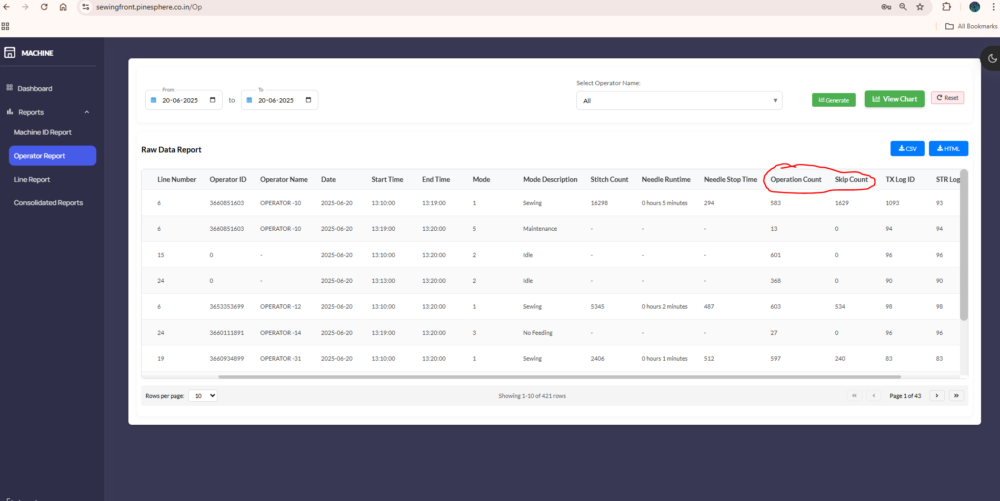 sewingfront.pinesphere.co.in/Op
All Bookmarks
MACHINE
Dashboard
Reports
Machine ID Report
Operator Report
Line Report
Consolidated Reports
From
20-06-2025
to
To
20-06-2025
Select Operator Name:
All
Generate
View Chart
Reset
Raw Data Report
CSV
HTML
Line Number Operator ID Operator Name Date Start Time End Time Mode Mode Description Stitch Count Needle Runtime Needle Stop Time Operation Count Skip Count TX Log ID STR Log
6 3660851603 OPERATOR -10 2025-06-20 13:10:00 13:19:00 1 Sewing 16298 0 hours 5 minutes 294 583 1629 1093 93
6 3660851603 OPERATOR -10 2025-06-20 13:19:00 13:20:00 5 Maintenance - - - 13 0 94 94
15 0 - 2025-06-20 13:10:00 13:20:00 2 Idle - - - 601 0 96 96
24 0 - 2025-06-20 13:13:00 13:20:00 2 Idle - - - 368 0 90 90
6 3653353699 OPERATOR -12 2025-06-20 13:10:00 13:20:00 1 Sewing 5345 0 hours 2 minutes 487 603 534 98 98
24 3660111891 OPERATOR -14 2025-06-20 13:19:00 13:20:00 3 No Feeding - - - 27 0 96 96
19 3660934899 OPERATOR -31 2025-06-20 13:10:00 13:20:00 1 Sewing 2406 0 hours 1 minutes 512 597 240 83 83
Rows per page: 10
Showing 1-10 of 421 rows
Page 1 of 43